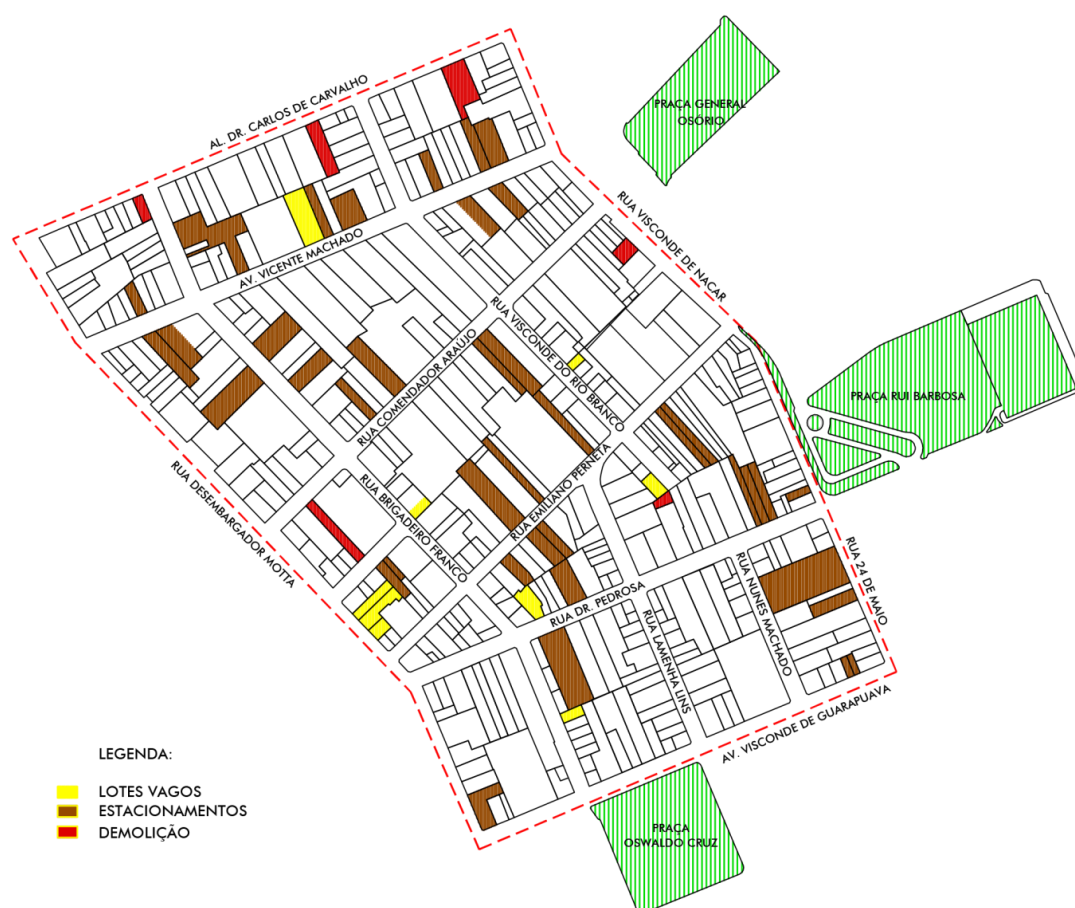 PRAÇA GENERAL
OSÓRIO
AL. DR. CARLOS DE CARVALHO
RUA VISCONDE DE NACAR
AV. VICENTE MACHADO
RUA VISCONDE DO RIO BRANCO
RUA COMENDADOR ARAÚJO
PRAÇA RUI BARBOSA
RUA EMILIANO PERNETA
RUA DESEMBARGADOR MOTTA
RUA BRIGADEIRO FRANCO
RUA 24 DE MAIO
RUA NUNES MACHADO
RUA DR. PEDROSA
RUA LAMENHA LINS
AV. VISCONDE DE GUARAPUAVA
LEGENDA:
LOTES VAGOS
ESTACIONAMENTOS
DEMOLIÇÃO
PRAÇA
OSWALDO CRUZ